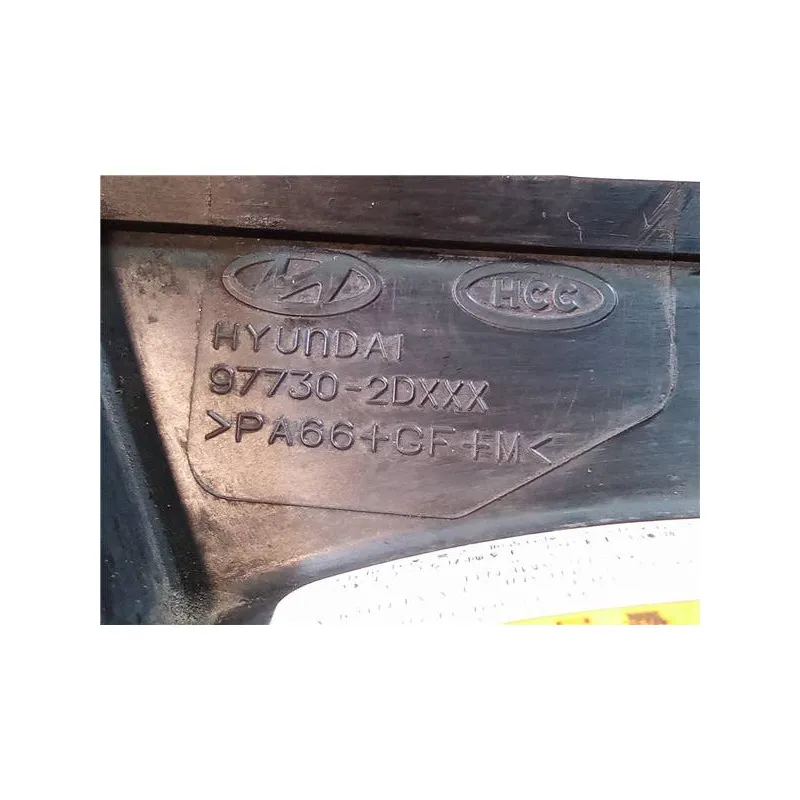 HCC
HYUNDAI
97730-2DXXX
>PA66+GF+M<